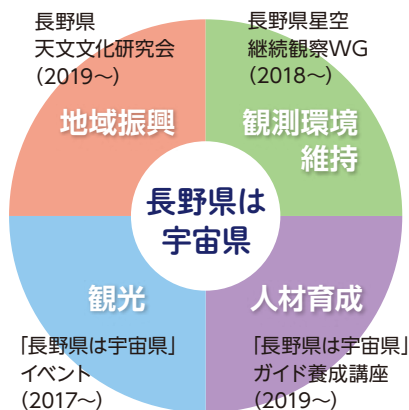 長野県
天文文化研究会
（2019〜）
地域振興
長野県星空
継続観察WG
（2018〜）
観測環境
維持
長野県は
宇宙県
観光
「長野県は宇宙県」
イベント
（2017〜）
人材育成
「長野県は宇宙県」
ガイド養成講座
（2019〜）